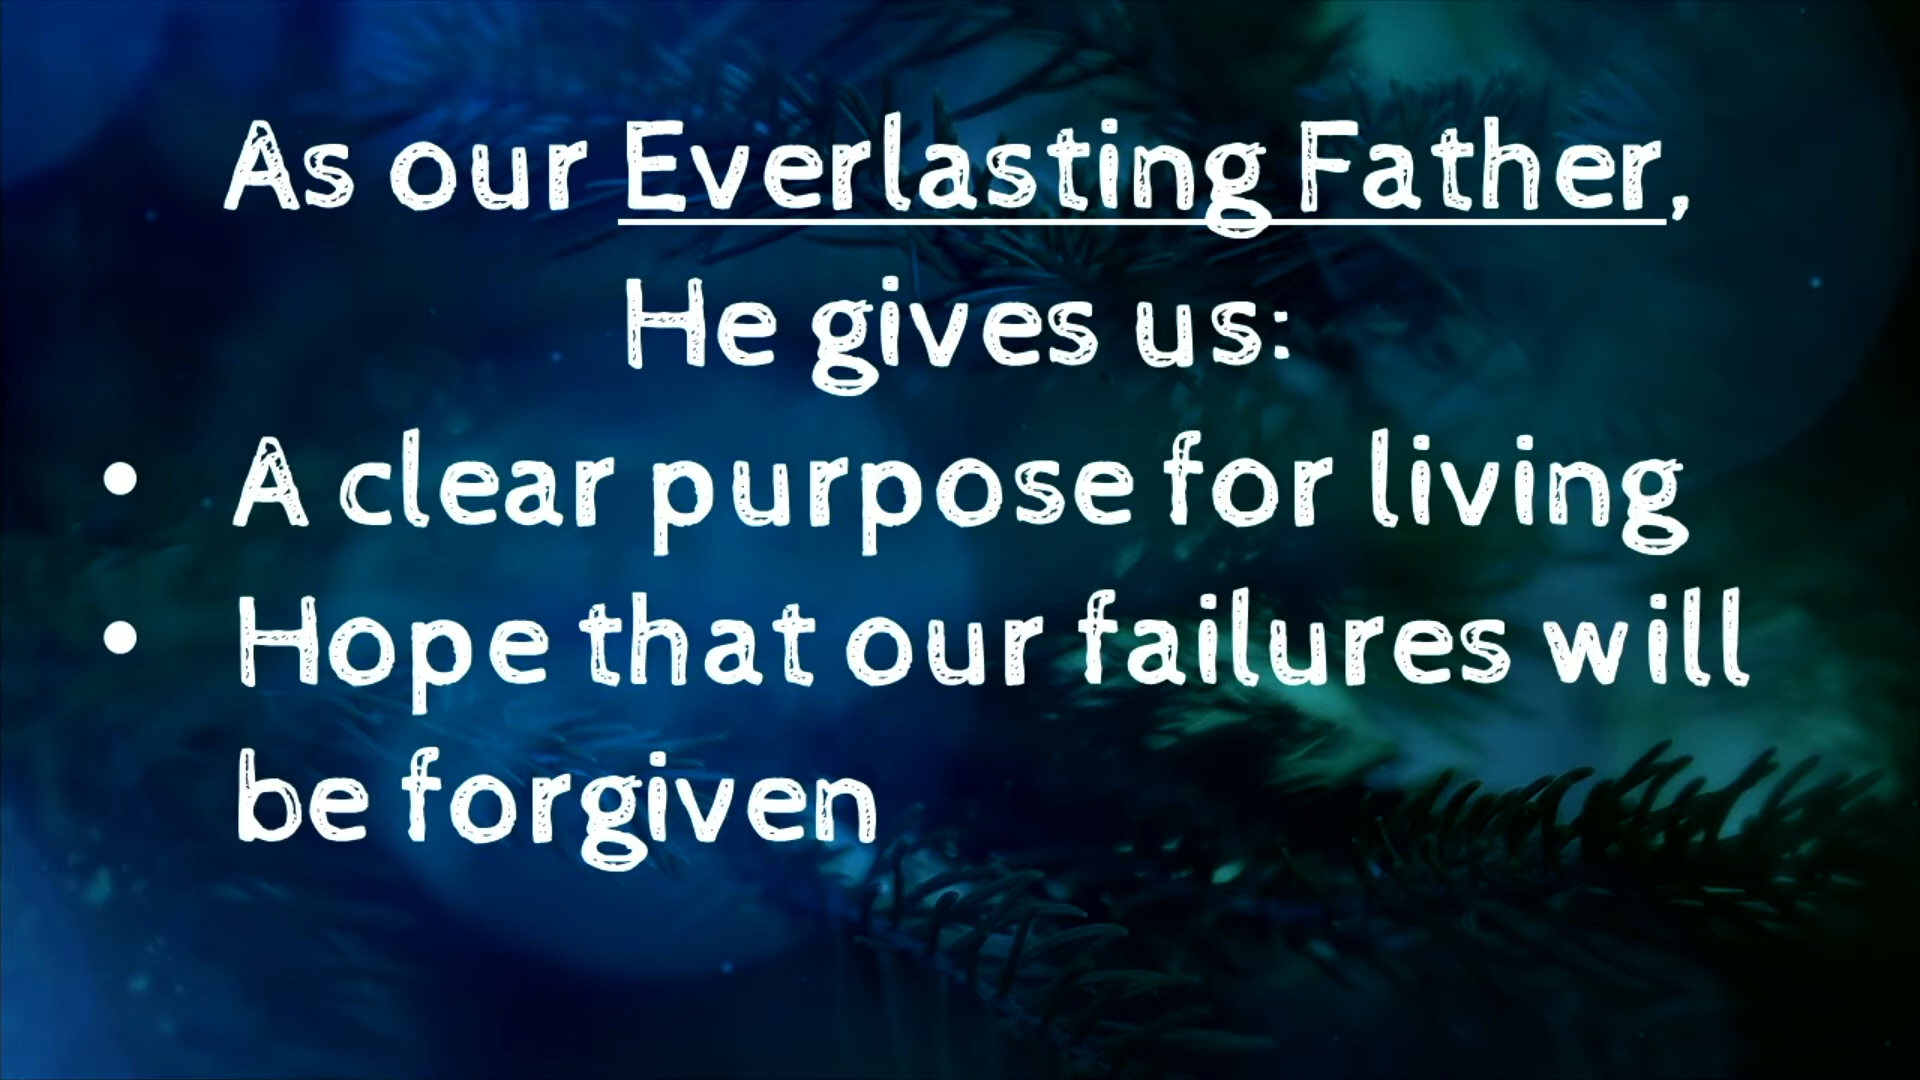 As our Everlasting Father,
He gives us:
• A clear purpose for living
• Hope that our failures will
be forgiven